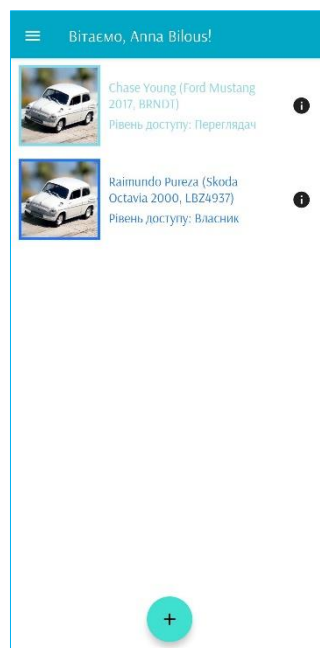 Вітаємо, Anna Bilous!
Chase Young (Ford Mustang
2017, BRNDT)
Рівень доступу: Переглядач
Raimundo Pureza (Skoda
Octavia 2000, LBZ4937)
Рівень доступу: Власник